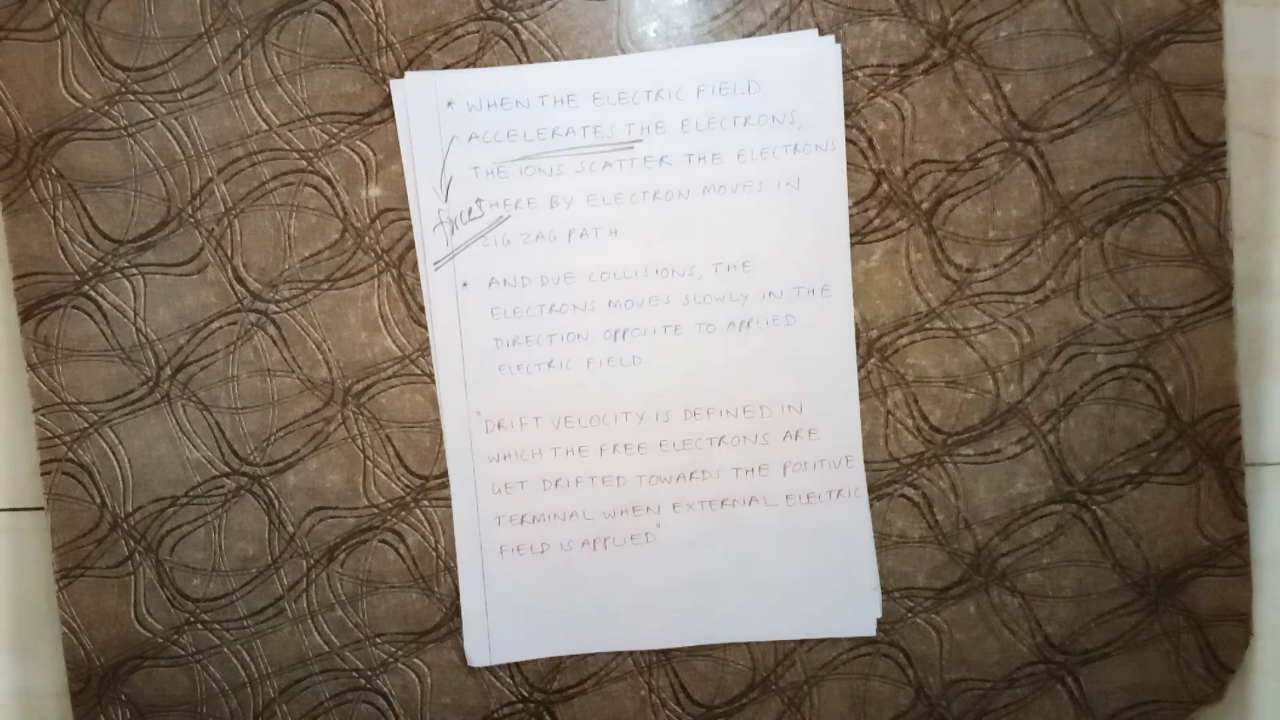 * WHEN THE ELECTRIC FIELD
ACCELERATES THE ELECTRONS,
THE IONS SCATTER THE ELECTRONS
THERE BY ELECTRON MOVES IN
forces
ZIG ZAG PATH
* AND DUE COLLISIONS, THE
ELECTRONS MOVES SLOWLY IN THE
DIRECTION OPPOSITE TO APPLIED
ELECTRIC FIELD
"DRIFT VELOCITY IS DEFINED IN
WHICH THE FREE ELECTRONS ARE
GET DRIFTED TOWARDS THE POSITIVE
TERMINAL WHEN EXTERNAL ELECTRIC
FIELD IS APPLIED"